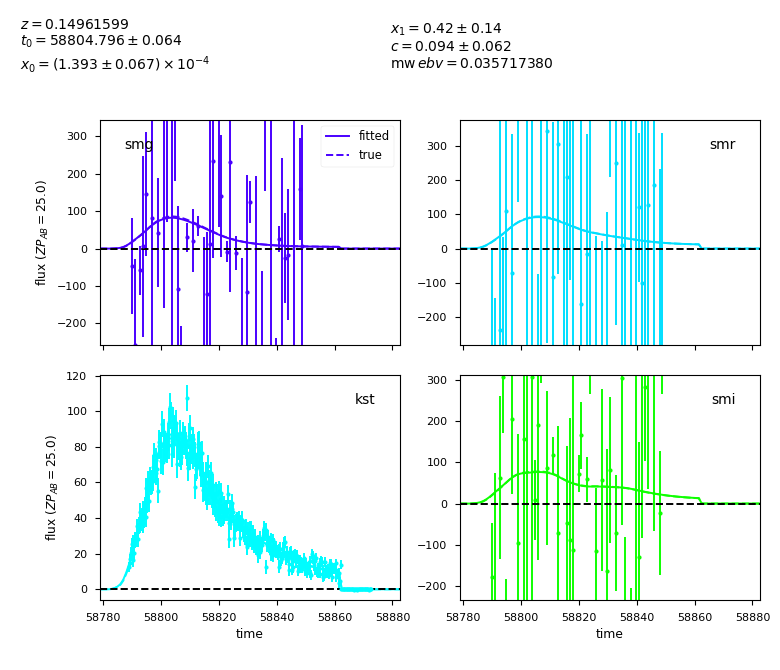 z = 0.14961599
t₀ = 58804.796 ± 0.064
x₀ = (1.393 ± 0.067) × 10⁻⁴
x₁ = 0.42 ± 0.14
c = 0.094 ± 0.062
mw ebv = 0.035717380
smg
fitted
true
300
200
100
0
−100
−200
flux (ZP_AB = 25.0)
smr
300
200
100
0
−100
−200
kst
120
100
80
60
40
20
0
flux (ZP_AB = 25.0)
58780 58800 58820 58840 58860 58880
time
smi
300
200
100
0
−100
−200
58780 58800 58820 58840 58860 58880
time